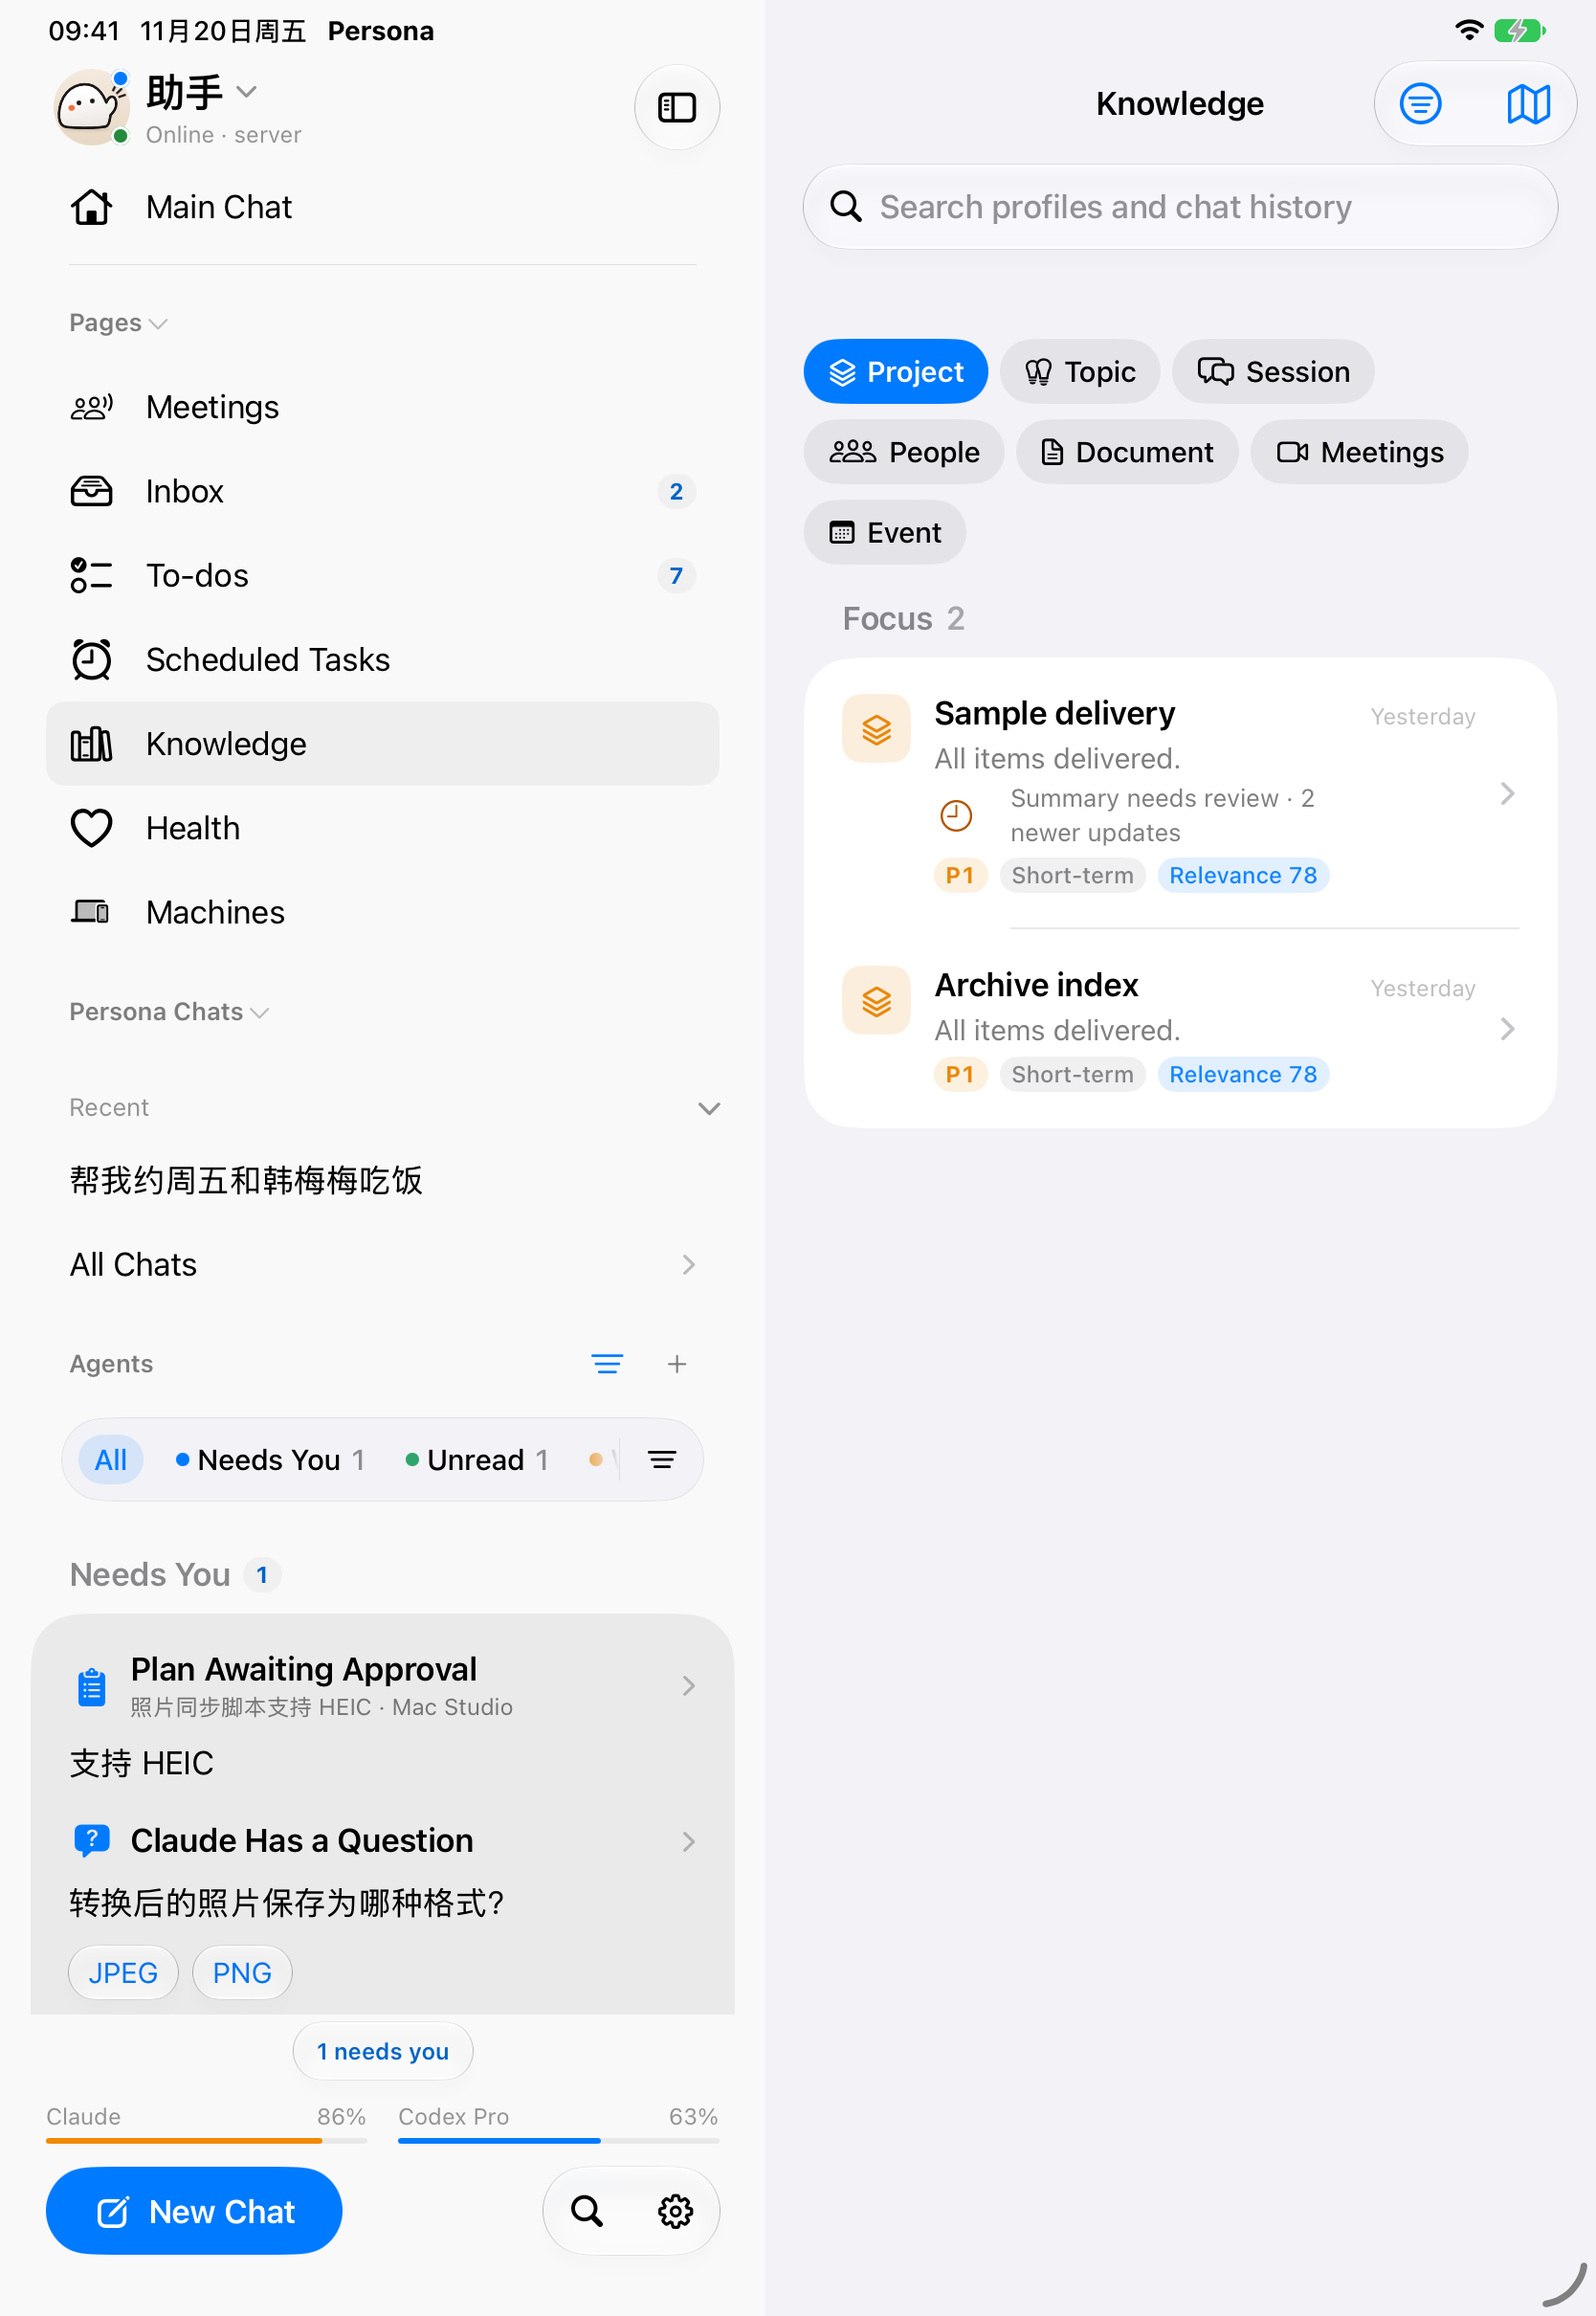 09:41 11月20日周五 Persona
助手
Online · server
Main Chat
Pages
Meetings
Inbox 2
To-dos 7
Scheduled Tasks
Knowledge
Health
Machines
Persona Chats
Recent
帮我约周五和韩梅梅吃饭
All Chats
Agents
All Needs You 1 Unread 1
Needs You 1
Plan Awaiting Approval
照片同步脚本支持 HEIC · Mac Studio
支持 HEIC
Claude Has a Question
转换后的照片保存为哪种格式?
JPEG PNG
1 needs you
Claude 86% Codex Pro 63%
New Chat
Knowledge
Search profiles and chat history
Project Topic Session
People Document Meetings
Event
Focus 2
Sample delivery Yesterday
All items delivered.
Summary needs review · 2
newer updates
P1 Short-term Relevance 78
Archive index Yesterday
All items delivered.
P1 Short-term Relevance 78